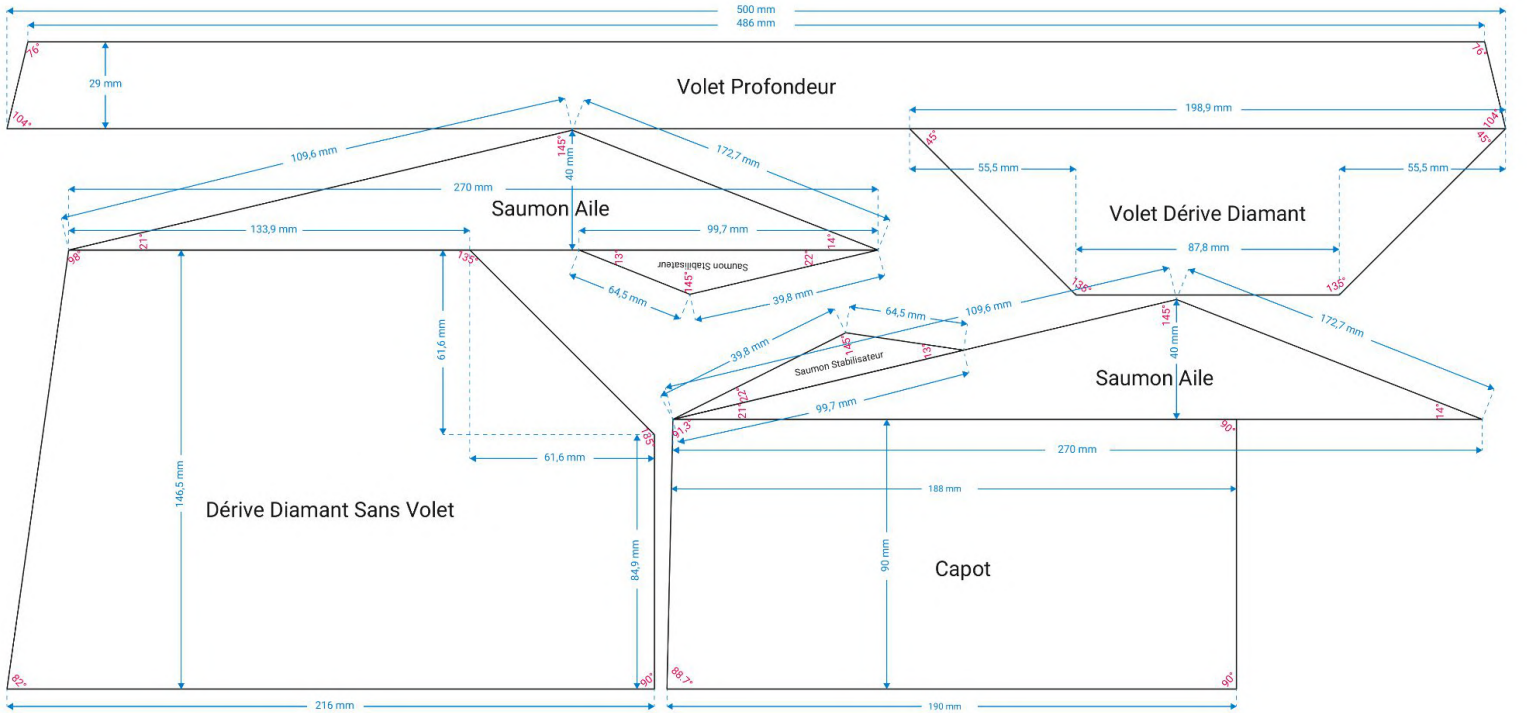 500 mm
486 mm
76°
76°
29 mm
Volet Profondeur
104°
104°
198,9 mm
109,6 mm
145°
40 mm
172,7 mm
45°
45°
55,5 mm
55,5 mm
270 mm
Saumon Aile
Volet Dérive Diamant
133,9 mm
99,7 mm
21°
14°
87,8 mm
98°
135°
13°
Saumon Stabilisateur
22°
145°
64,5 mm
39,8 mm
135°
135°
61,6 mm
109,6 mm
64,5 mm
145°
40 mm
172,7 mm
39,8 mm
145°
13°
Saumon Stabilisateur
Saumon Aile
22°
21°
99,7 mm
14°
91,3°
90°
135°
270 mm
61,6 mm
146,5 mm
188 mm
Dérive Diamant Sans Volet
84,9 mm
90 mm
Capot
82°
90°
88.7°
90°
216 mm
190 mm